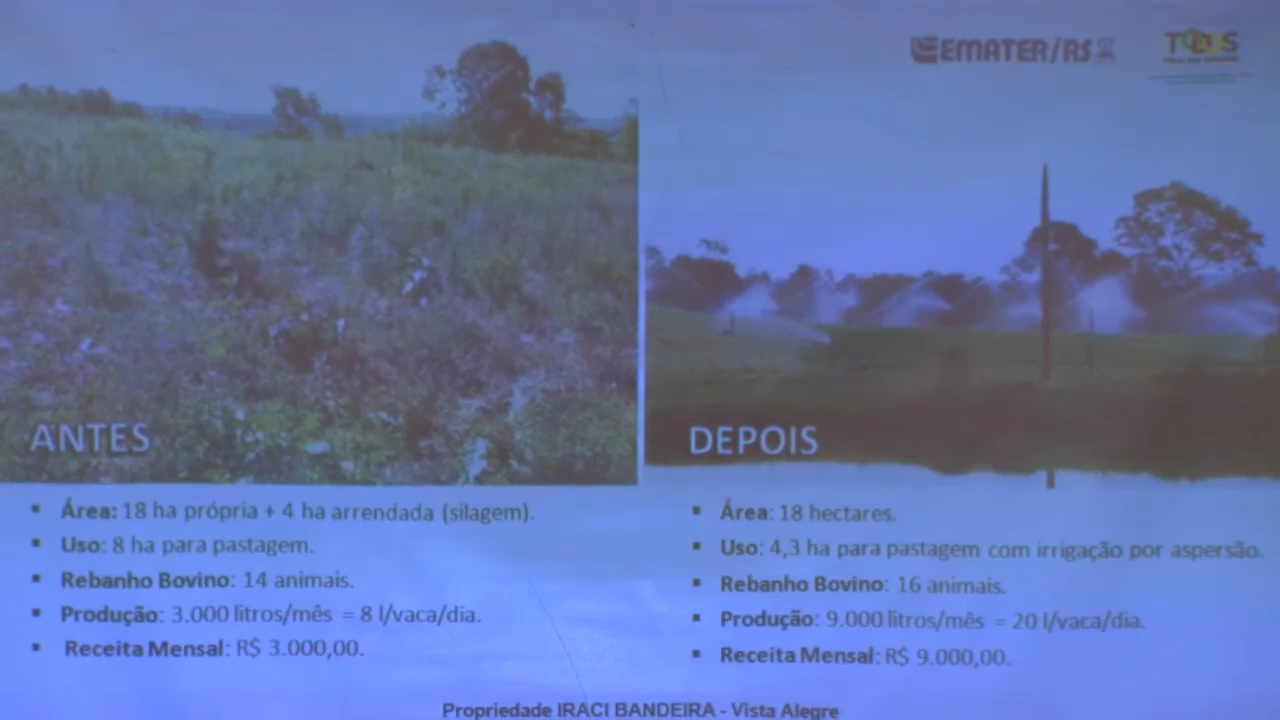 EMATER/RS
TODOS
ANTES
Área: 18 ha própria + 4 ha arrendada (silagem).
Uso: 8 ha para pastagem.
Rebanho Bovino: 14 animais.
Produção: 3.000 litros/mês = 8 l/vaca/dia.
Receita Mensal: R$ 3.000,00.
DEPOIS
Área: 18 hectares.
Uso: 4,3 ha para pastagem com irrigação por aspersão.
Rebanho Bovino: 16 animais.
Produção: 9.000 litros/mês = 20 l/vaca/dia.
Receita Mensal: R$ 9.000,00.
Propriedade IRACI BANDEIRA - Vista Alegre